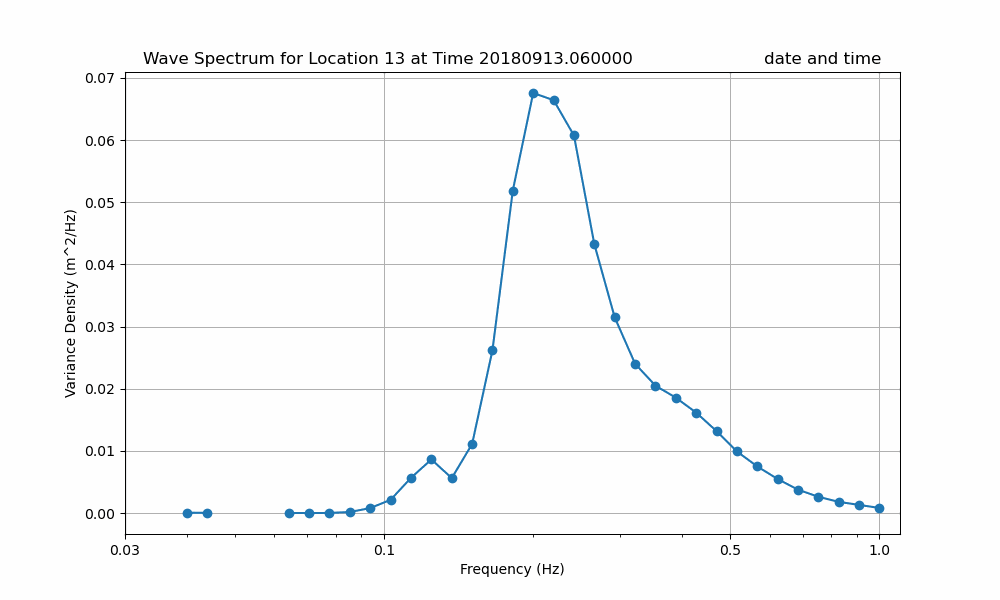 Wave Spectrum for Location 13 at Time 20180913.060000 date and time
0.07
0.06
0.05
0.04
0.03
0.02
0.01
0.00
Variance Density (m^2/Hz)
0.03 0.1 0.5 1.0
Frequency (Hz)